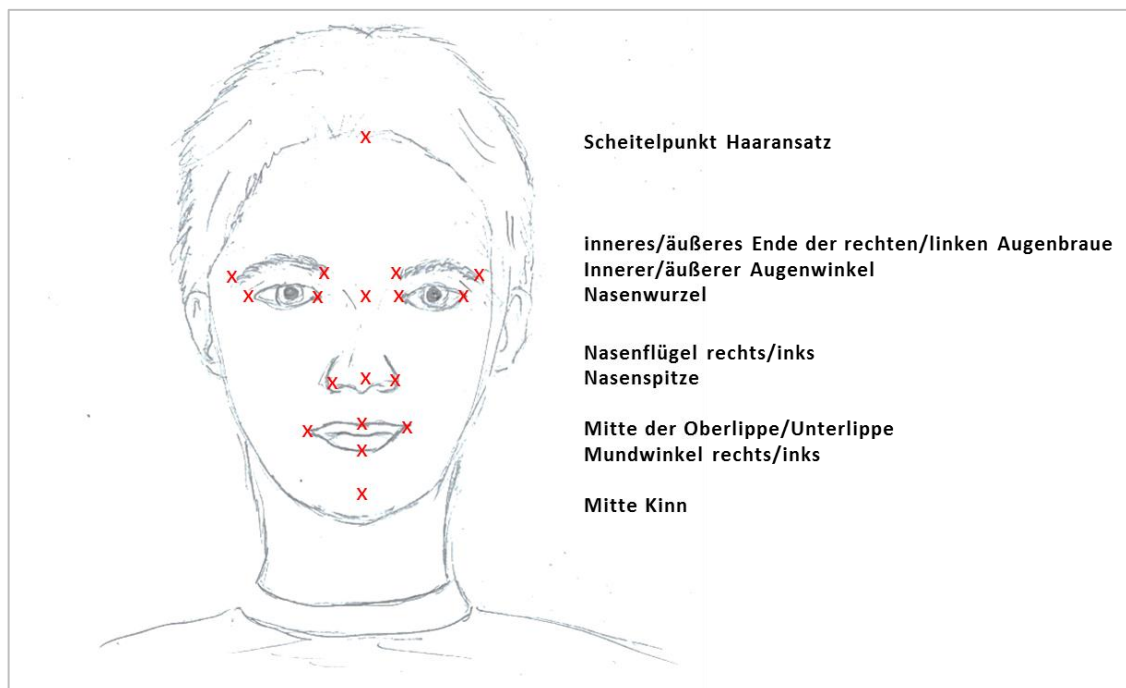 Scheitelpunkt Haaransatz
inneres/äußeres Ende der rechten/linken Augenbraue
Innerer/äußerer Augenwinkel
Nasenwurzel
Nasenflügel rechts/inks
Nasenspitze
Mitte der Oberlippe/Unterlippe
Mundwinkel rechts/inks
Mitte Kinn